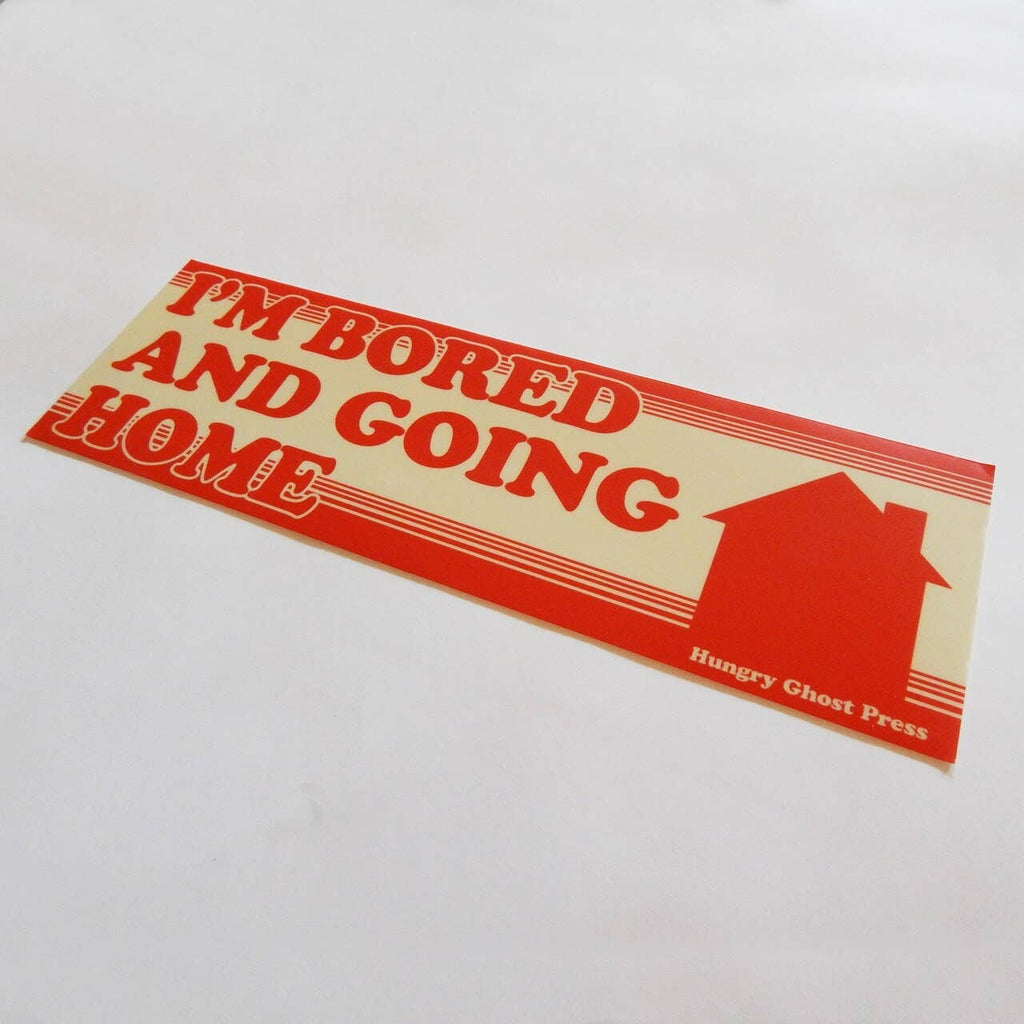 I'M BORED
AND GOING
HOME
Hungry Ghost Press